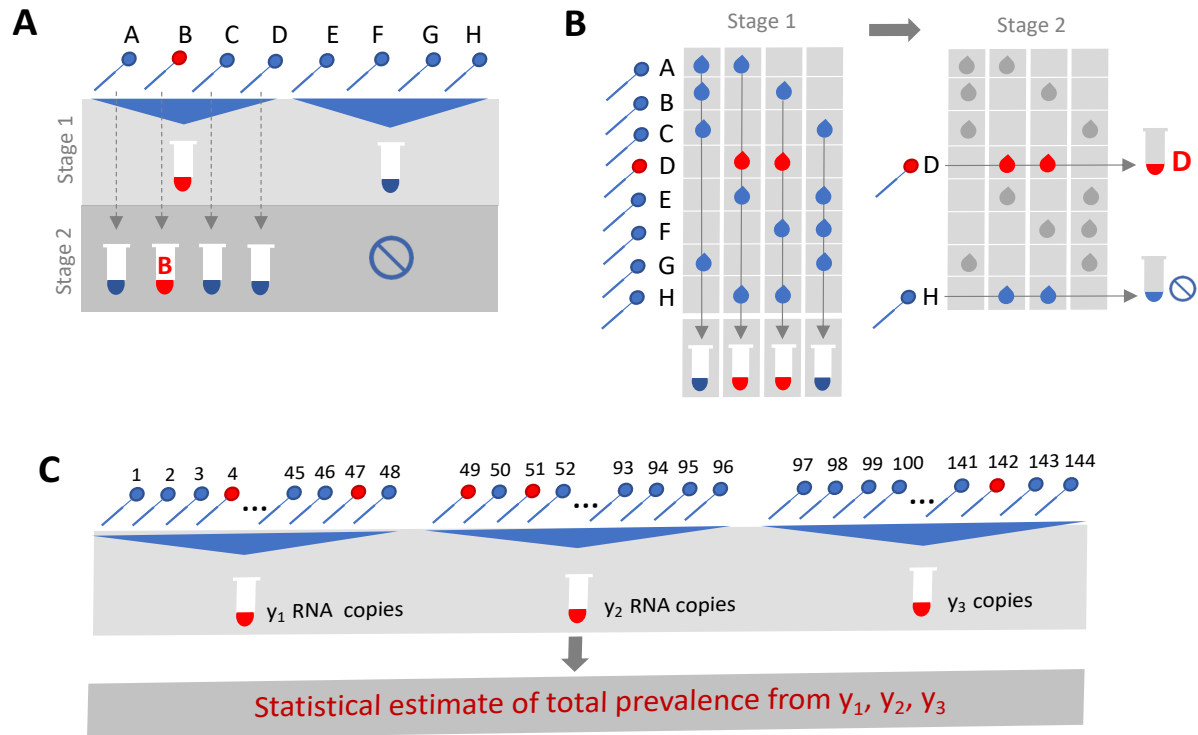 A
A B C D E F G H
Stage 1
Stage 2
B
B
Stage 1
Stage 2
A
B
C
D
E
F
G
H
D
D
H
C
1 2 3 4 ... 45 46 47 48
49 50 51 52 ... 93 94 95 96
97 98 99 100 ... 141 142 143 144
y₁ RNA copies
y₂ RNA copies
y₃ copies
Statistical estimate of total prevalence from y₁, y₂, y₃